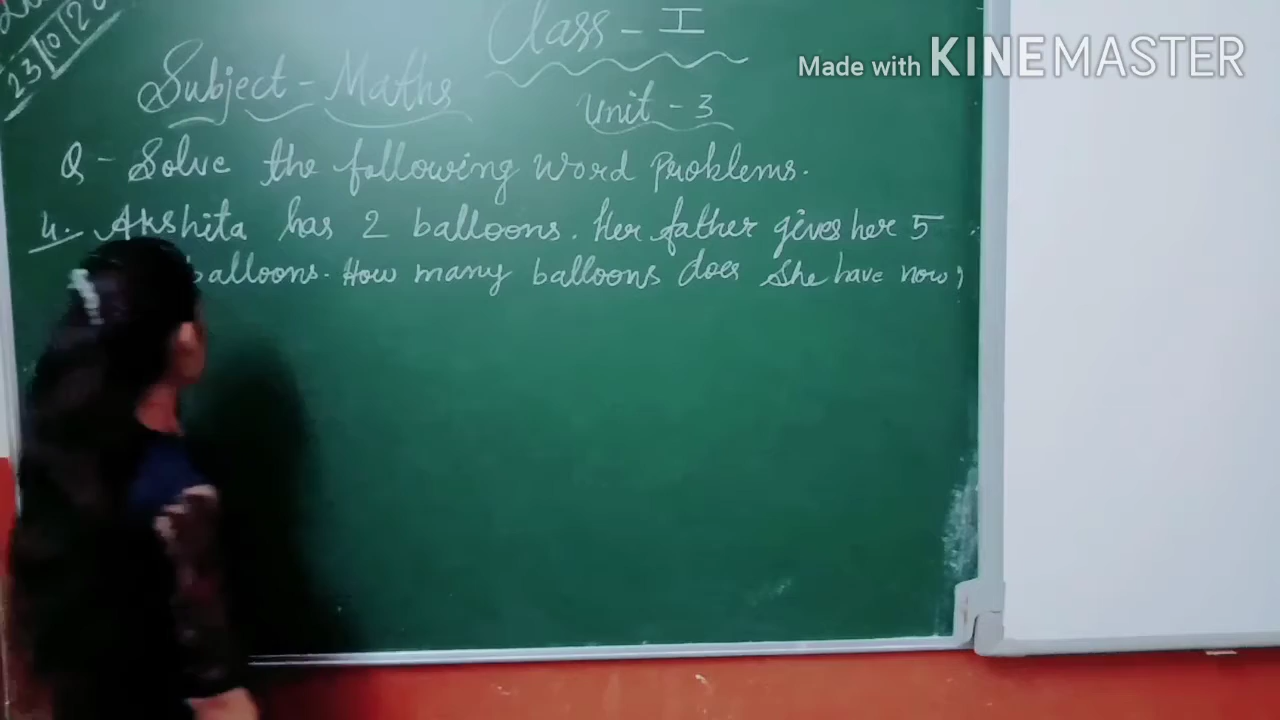 23/10/20
Class - I
Made with KINEMASTER
Subject - Maths
Unit - 3
Q - Solve the following word problems.
4. Akshita has 2 balloons. Her father gives her 5
balloons. How many balloons does she have now,